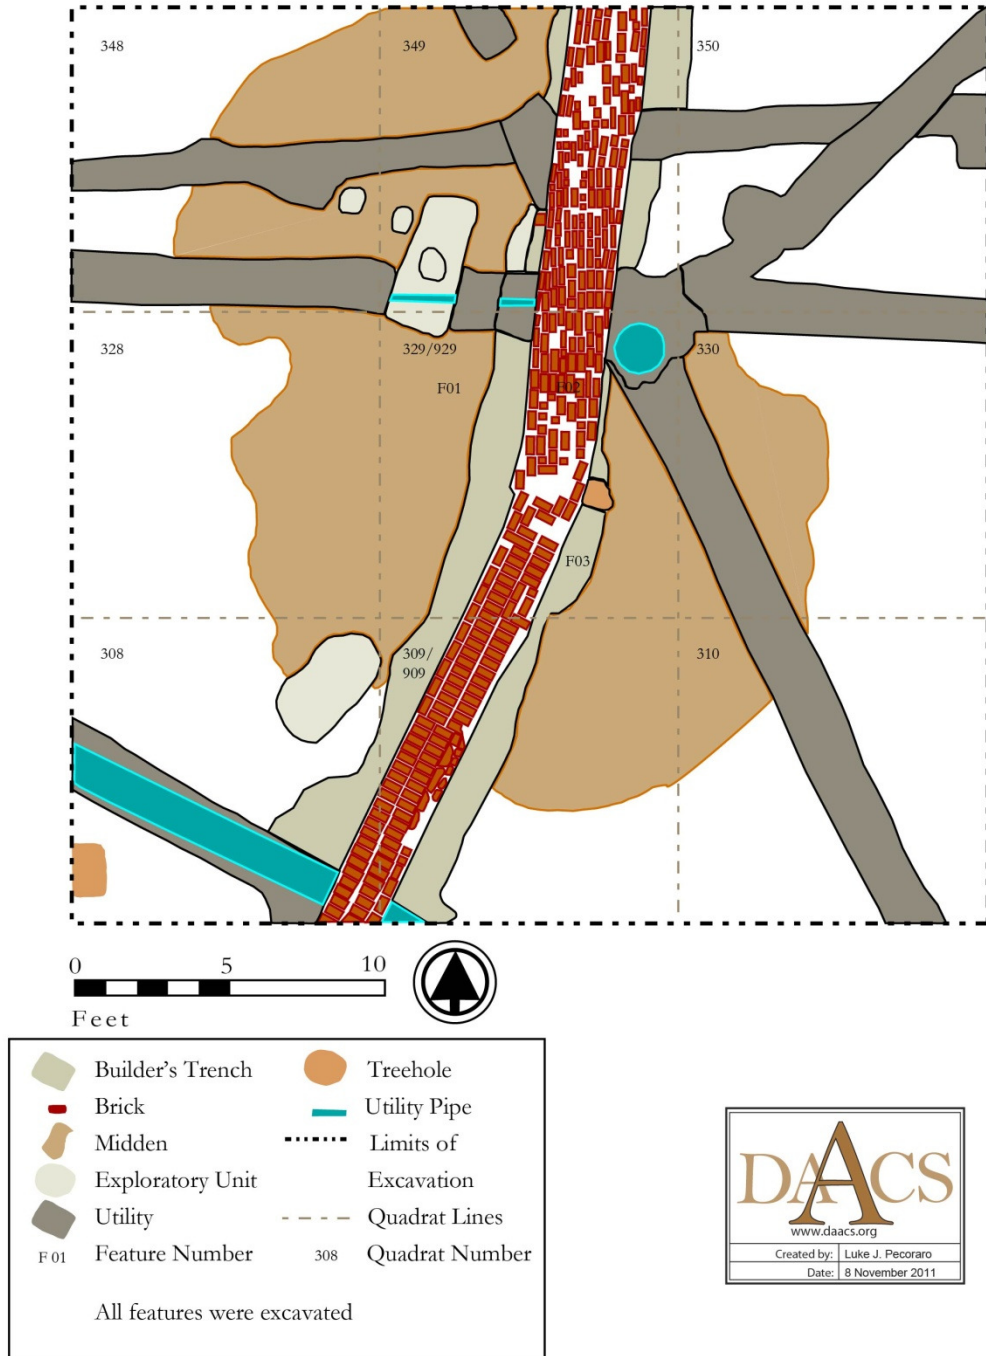 348
349
350
328
329/929
330
F01
F02
F03
308
309/
909
310
0 5 10
Feet
Builder's Trench
Brick
Midden
Exploratory Unit
Utility
F 01 Feature Number
Treehole
Utility Pipe
Limits of
Excavation
Quadrat Lines
308 Quadrat Number
All features were excavated
DAACS
www.daacs.org
Created by: Luke J. Pecoraro
Date: 8 November 2011